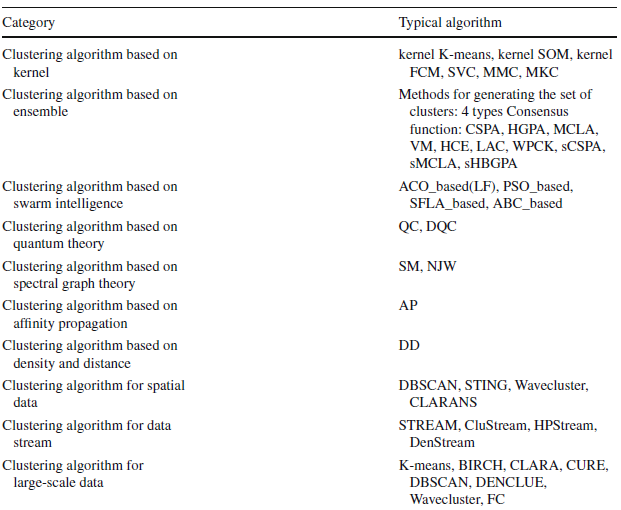 Category Typical algorithm
Clustering algorithm based on kernel K-means, kernel SOM, kernel
kernel FCM, SVC, MMC, MKC
Clustering algorithm based on Methods for generating the set of
ensemble clusters: 4 types Consensus
function: CSPA, HGPA, MCLA,
VM, HCE, LAC, WPCK, sCSPA,
sMCLA, sHBGPA
Clustering algorithm based on ACO_based(LF), PSO_based,
swarm intelligence SFLA_based, ABC_based
Clustering algorithm based on QC, DQC
quantum theory
Clustering algorithm based on SM, NJW
spectral graph theory
Clustering algorithm based on AP
affinity propagation
Clustering algorithm based on DD
density and distance
Clustering algorithm for spatial DBSCAN, STING, Wavecluster,
data CLARANS
Clustering algorithm for data STREAM, CluStream, HPStream,
stream DenStream
Clustering algorithm for K-means, BIRCH, CLARA, CURE,
large-scale data DBSCAN, DENCLUE,
Wavecluster, FC